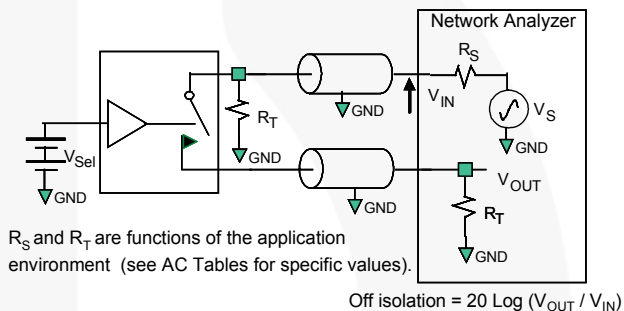 Network Analyzer
R_S
V_IN
V_S
GND
GND
R_T
GND
V_Sel
GND
V_OUT
R_T
GND
GND
R_S and R_T are functions of the application
environment (see AC Tables for specific values).
Off isolation = 20 Log (V_OUT / V_IN)